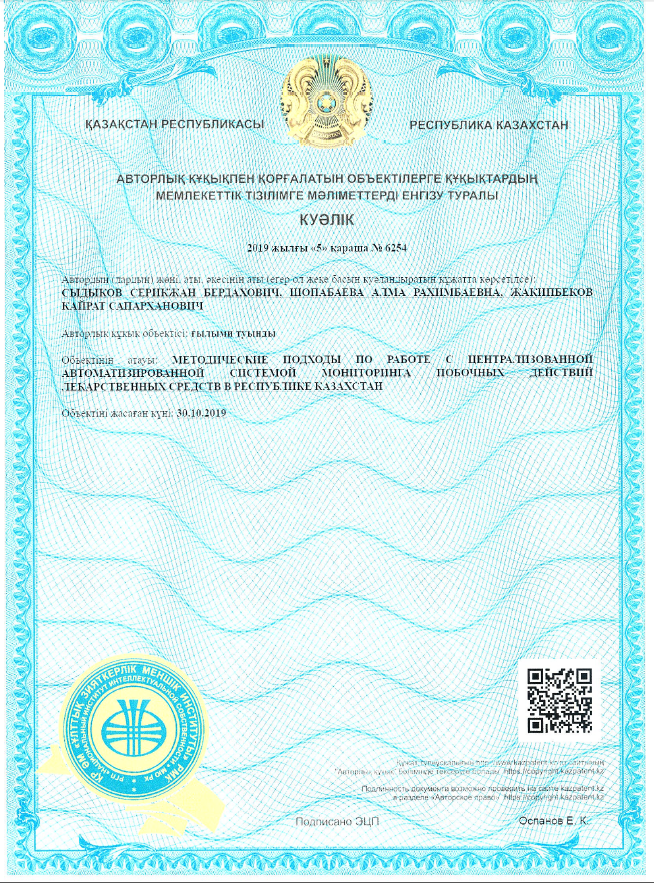 ҚАЗАҚСТАН РЕСПУБЛИКАСЫ
РЕСПУБЛИКА КАЗАХСТАН
АВТОРЛЫҚ ҚҰҚЫҚПЕН ҚОРҒАЛАТЫН ОБЪЕКТІЛЕРГЕ ҚҰҚЫҚТАРДЫҢ
МЕМЛЕКЕТТІК ТІЗІЛІМГЕ МӘЛІМЕТТЕРДІ ЕНГІЗУ ТУРАЛЫ
КУӘЛІК
2019 жылғы «5» қараша № 6254
Автордың (лардың) жөні, аты, әкесінің аты (егер ол жеке басын куәландыратын құжатта көрсетілсе):
СЫДЫКОВ СЕРИКЖАН БЕРДАХОВИЧ, ШОПАБАЕВА АЛМА РАХИМБАЕВНА, ЖАКИПБЕКОВ
КАЙРАТ САПАРХАНОВИЧ
Авторлық құқық объектісі: ғылыми туынды
Объектінің атауы: МЕТОДИЧЕСКИЕ ПОДХОДЫ ПО РАБОТЕ С ЦЕНТРАЛИЗОВАННОЙ
АВТОМАТИЗИРОВАННОЙ СИСТЕМОЙ МОНИТОРИНГА ПОБОЧНЫХ ДЕЙСТВИЙ
ЛЕКАРСТВЕННЫХ СРЕДСТВ В РЕСПУБЛИКЕ КАЗАХСТАН
Объектіні жасаған күні: 30.10.2019
ҚР ӘМ «ҰЛТТЫҚ ЗИЯТКЕРЛІК МЕНШІК ИНСТИТУТЫ» РМК
РГП «НАЦИОНАЛЬНЫЙ ИНСТИТУТ ИНТЕЛЛЕКТУАЛЬНОЙ СОБСТВЕННОСТИ» МЮ РК
Құжат түпнұсқалығын http://www.kazpatent.kz сайтының
"Авторлық құқық" бөлімінде тексеруге болады. https://copyright.kazpatent.kz
Подлинность документа возможно проверить на сайте kazpatent.kz
в разделе «Авторское право» https://copyright.kazpatent.kz
Подписано ЭЦП
Оспанов Е. К.